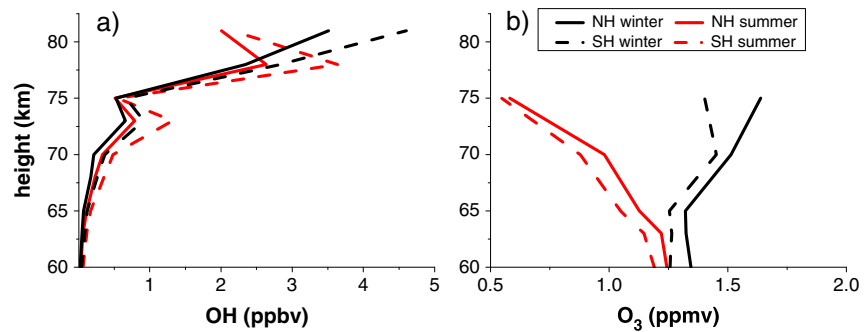 a)
80
75
70
65
60
height (km)
1
2
3
4
5
OH (ppbv)
b)
NH winter
NH summer
SH winter
SH summer
80
75
70
65
60
0.5
1.0
1.5
2.0
O₃ (ppmv)